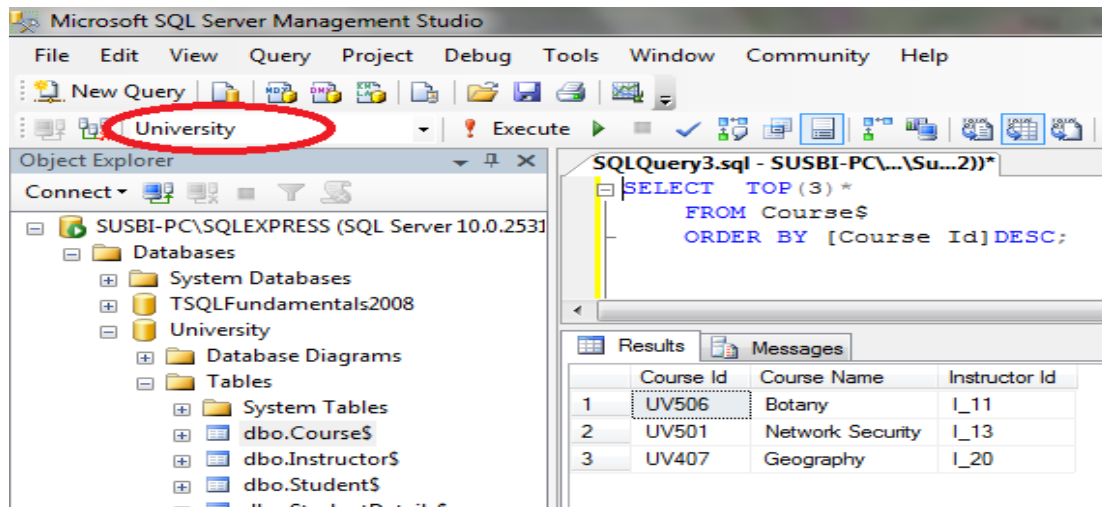 Microsoft SQL Server Management Studio
File Edit View Query Project Debug Tools Window Community Help
New Query
University Execute
Object Explorer
Connect
SUSBI-PC\SQLEXPRESS (SQL Server 10.0.2531
Databases
System Databases
TSQLFundamentals2008
University
Database Diagrams
Tables
System Tables
dbo.Course$
dbo.Instructor$
dbo.Student$
SQLQuery3.sql - SUSBI-PC\...\Su...2))*
SELECT TOP(3)*
FROM Course$
ORDER BY [Course Id]DESC;
Results Messages
Course Id Course Name Instructor Id
1 UV506 Botany I_11
2 UV501 Network Security I_13
3 UV407 Geography I_20